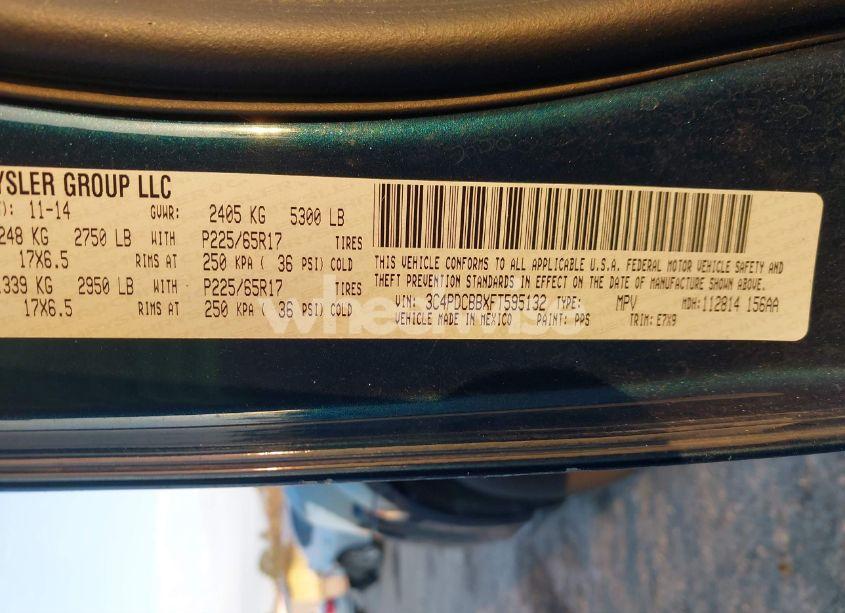 YSLER GROUP LLC
): 11-14 GVWR: 2405 KG 5300 LB
248 KG 2750 LB WITH P225/65R17 TIRES
17X6.5 RIMS AT 250 KPA ( 36 PSI) COLD
1339 KG 2950 LB WITH P225/65R17 TIRES
17X6.5 RIMS AT 250 KPA ( 36 PSI) COLD
THIS VEHICLE CONFORMS TO ALL APPLICABLE U.S.A. FEDERAL MOTOR VEHICLE SAFETY AND
THEFT PREVENTION STANDARDS IN EFFECT ON THE DATE OF MANUFACTURE SHOWN ABOVE.
VIN: 3C4PDCBBXFT595132 TYPE: MPV MDH: 112814 156AA
VEHICLE MADE IN MEXICO PAINT: PPS TRIM: E7X9